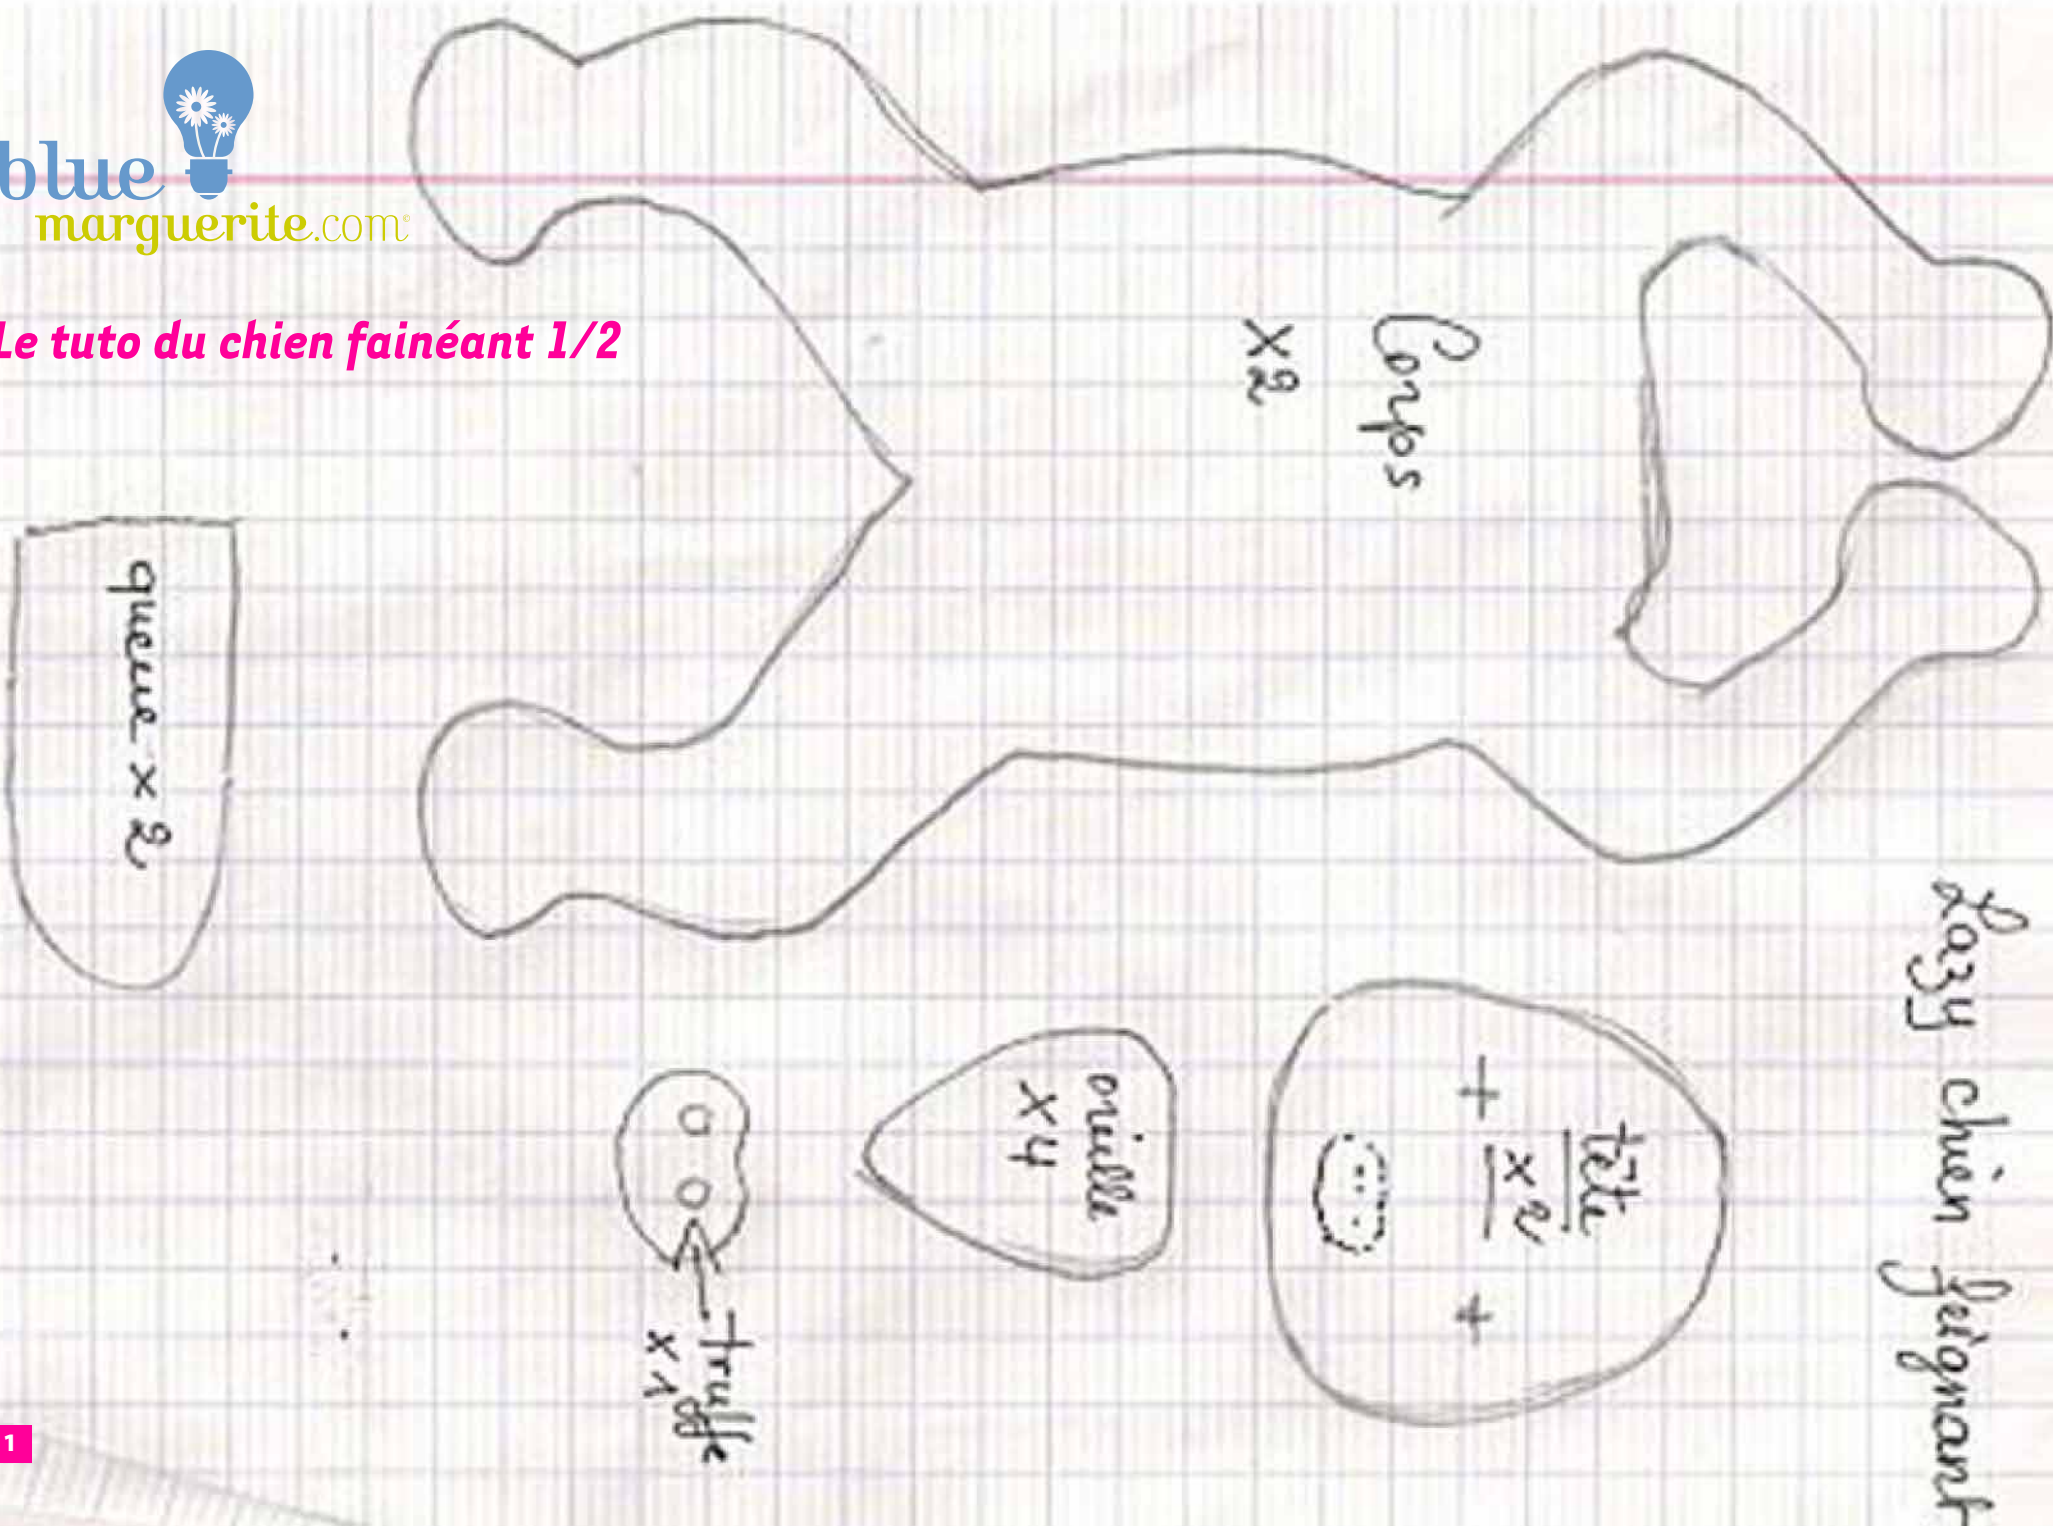 blue
marguerite.com
Le tuto du chien fainéant 1/2
Lazy chien feignant
Corps
X2
tête
x2
oreille
x4
truffe
x1
queue x 2
1